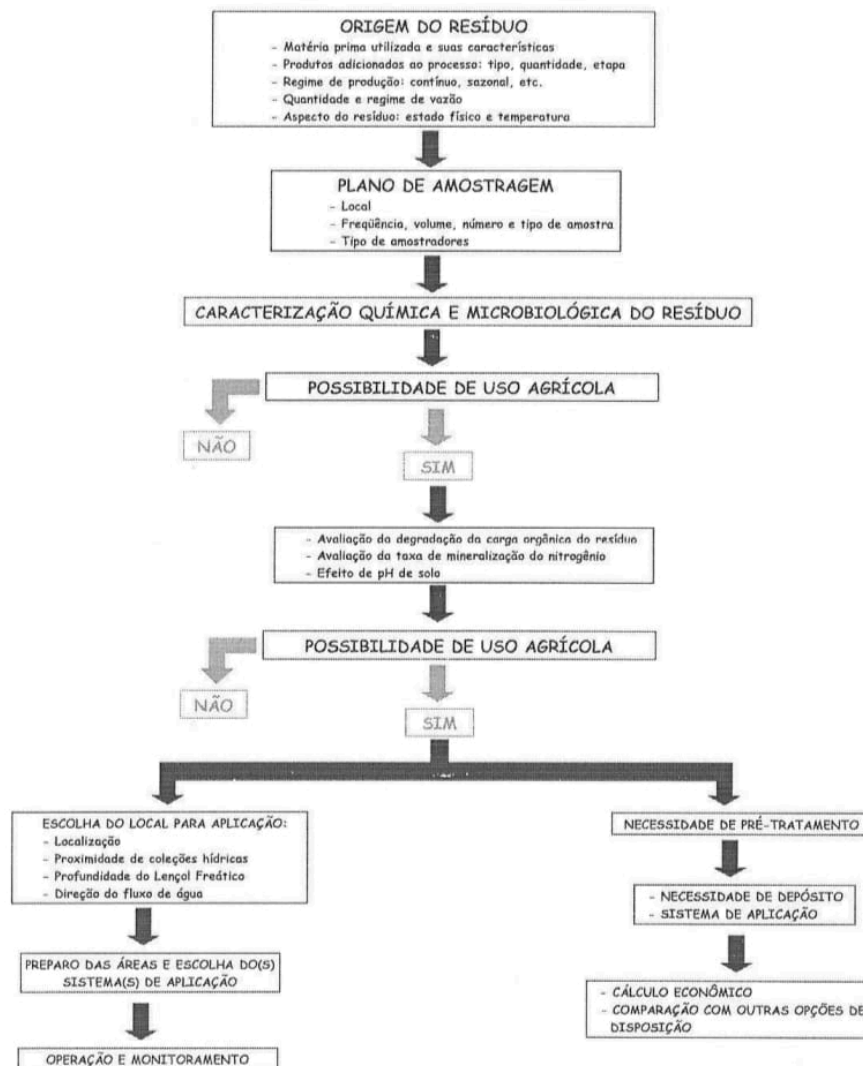 ORIGEM DO RESÍDUO
- Matéria prima utilizada e suas características
- Produtos adicionados ao processo: tipo, quantidade, etapa
- Regime de produção: contínuo, sazonal, etc.
- Quantidade e regime de vazão
- Aspecto do resíduo: estado físico e temperatura
PLANO DE AMOSTRAGEM
- Local
- Freqüência, volume, número e tipo de amostra
- Tipo de amostradores
CARACTERIZAÇÃO QUÍMICA E MICROBIOLÓGICA DO RESÍDUO
POSSIBILIDADE DE USO AGRÍCOLA
NÃO
SIM
- Avaliação da degradação da carga orgânica do resíduo
- Avaliação da taxa de mineralização do nitrogênio
- Efeito de pH de solo
POSSIBILIDADE DE USO AGRÍCOLA
NÃO
SIM
ESCOLHA DO LOCAL PARA APLICAÇÃO:
- Localização
- Proximidade de coleções hídricas
- Profundidade do Lençol Freático
- Direção do fluxo de água
PREPARO DAS ÁREAS E ESCOLHA DO(S)
SISTEMA(S) DE APLICAÇÃO
OPERAÇÃO E MONITORAMENTO
NECESSIDADE DE PRÉ-TRATAMENTO
- NECESSIDADE DE DEPÓSITO
- SISTEMA DE APLICAÇÃO
- CÁLCULO ECONÔMICO
- COMPARAÇÃO COM OUTRAS OPÇÕES DE
DISPOSIÇÃO